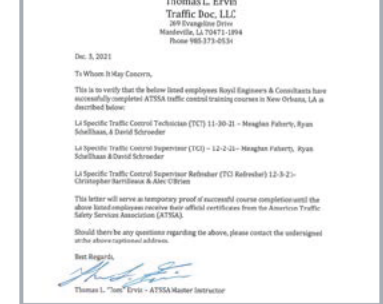 Thomas L. Ervin
Traffic Doc, LLC
269 Evangeline Drive
Mandeville, LA 70471-1894
Phone 985-373-0534
Dec. 3, 2021
To Whom It May Concern,
This is to verify that the below listed employees Royal Engineers & Consultants have
successfully completed ATSSA traffic control training courses in New Orleans, LA as
described below:
LA Specific Traffic Control Technician (TCT) 11-30-21 – Meaghan Faherty, Ryan
Schellhaas, & David Schroeder
LA Specific Traffic Control Supervisor (TCS) – 12-2-21– Meaghan Faherty, Ryan
Schellhaas & David Schroeder
LA Specific Traffic Control Supervisor Refresher (TCS Refresher) 12-3-21-
Christopher & Alec O'Brien
This letter will serve as temporary proof of successful course completion until the
above listed employees receive their official certificates from the American Traffic
Safety Services Association (ATSSA).
Should there be any questions regarding the above, please contact the undersigned
at the above captioned address.
Best Regards,
Thomas L. "Tom" Ervin – ATSSA Master Instructor